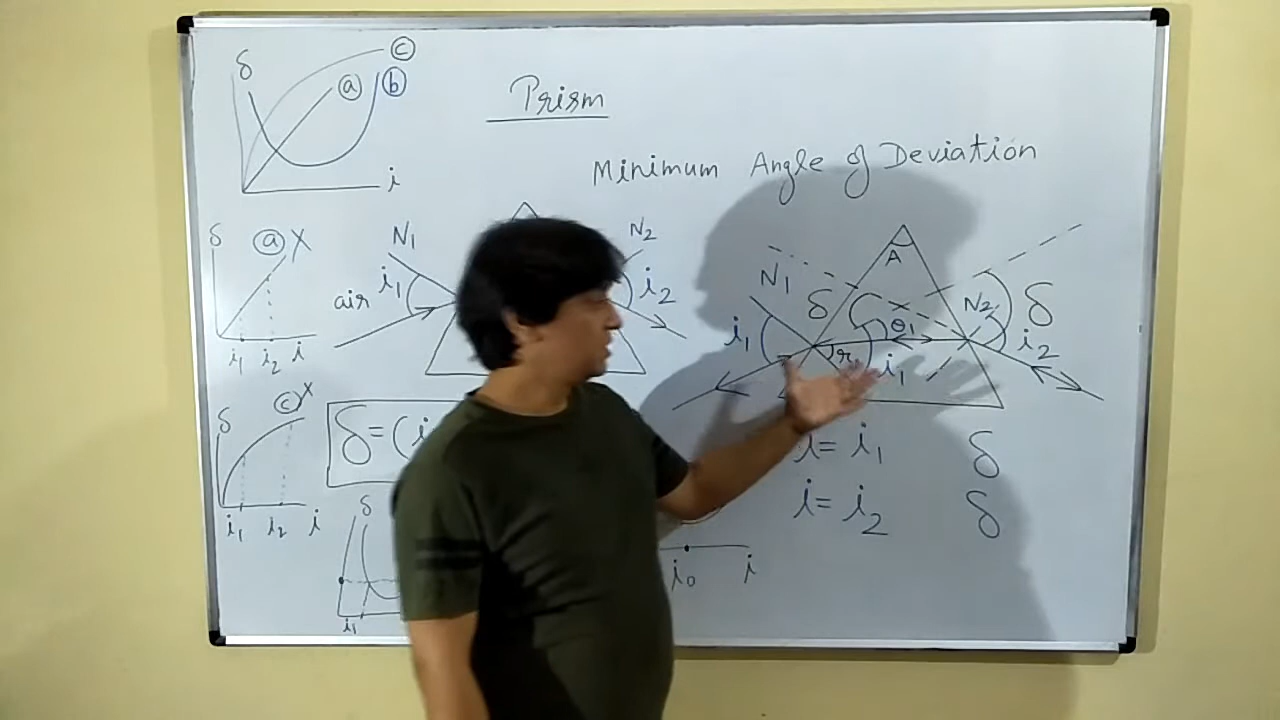 Prism
Minimum Angle of Deviation
δ
i
c
a
b
δ
a X
i1 i2 i
δ
c X
i1 i2 i
N1
i1
air
N2
i2
δ = (i
δ
i1
i0 i
A
N1
i1
δ
θ1
r1
i1
N2
δ
i2
i = i1 δ
i = i2 δ